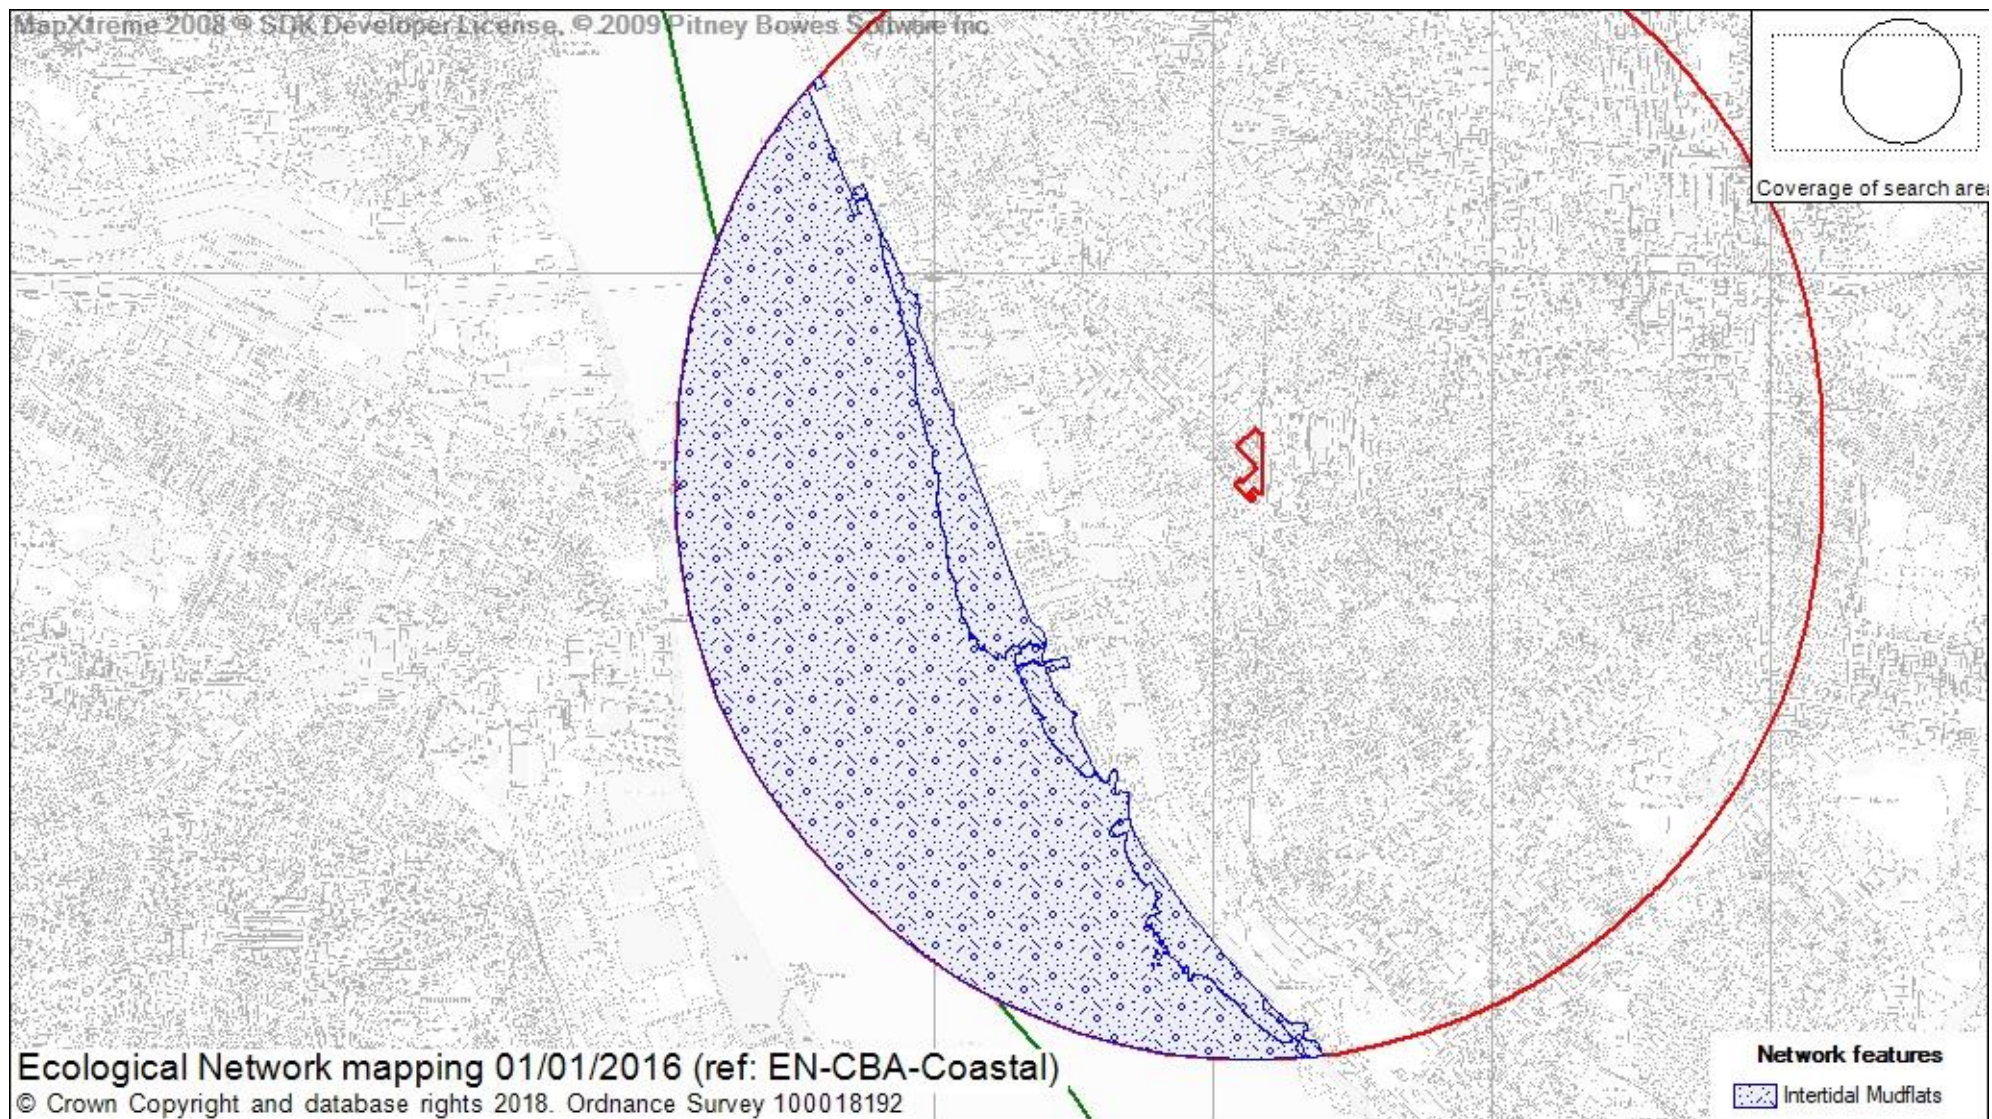 MapXtreme 2008 ® SDK Developer License. © 2009 Pitney Bowes Software Inc.
Coverage of search area
Ecological Network mapping 01/01/2016 (ref: EN-CBA-Coastal)
© Crown Copyright and database rights 2018. Ordnance Survey 100018192
Network features
Intertidal Mudflats